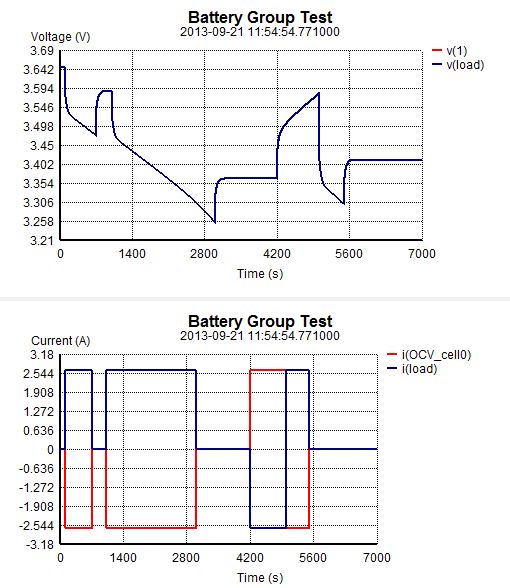 Battery Group Test
2013-09-21 11:54:54.771000
Voltage (V)
v(1)
v(load)
3.69
3.642
3.594
3.546
3.498
3.45
3.402
3.354
3.306
3.258
3.21
0 1400 2800 4200 5600 7000
Time (s)
Battery Group Test
2013-09-21 11:54:54.771000
Current (A)
i(OCV_cell0)
i(load)
3.18
2.544
1.908
1.272
0.636
0
-0.636
-1.272
-1.908
-2.544
-3.18
0 1400 2800 4200 5600 7000
Time (s)